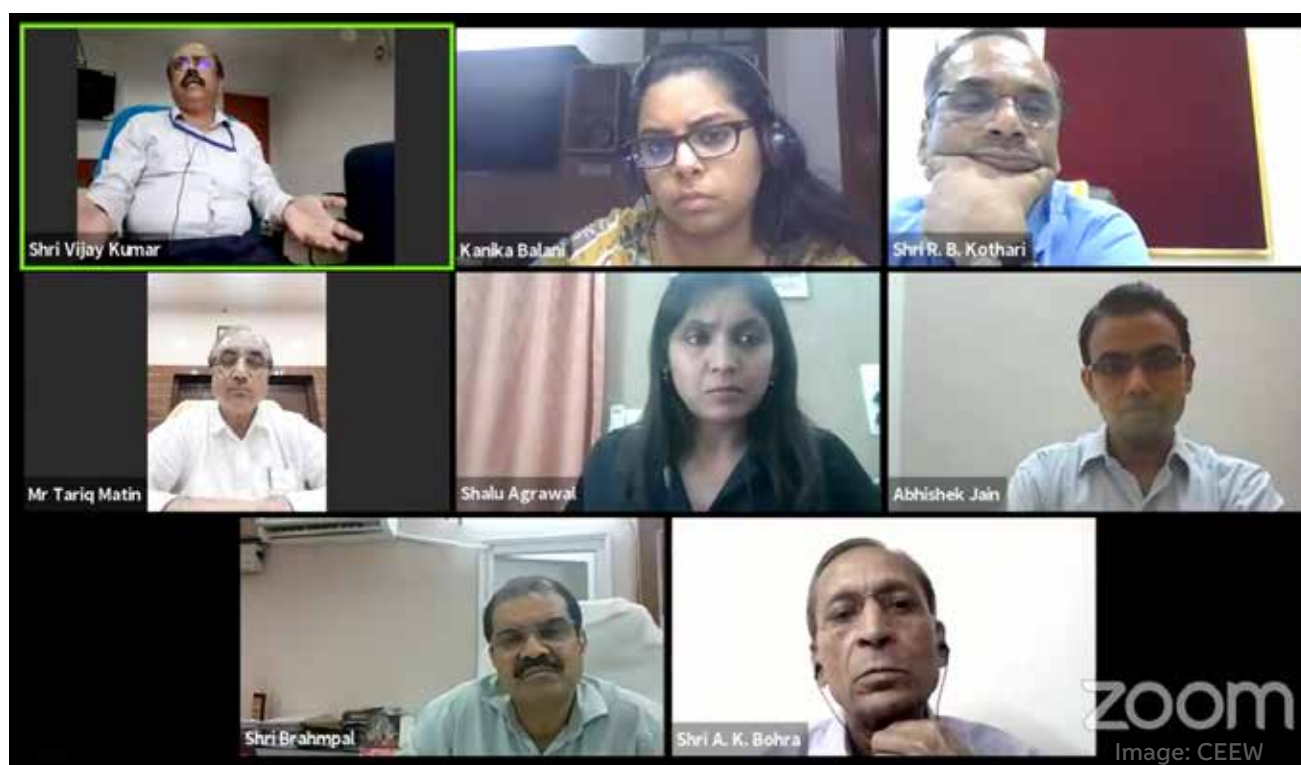 Shri Vijay Kumar
Kanika Balani
Shri R. B. Kothari
Mr Tariq Matin
Shalu Agrawal
Abhishek Jain
Shri Brahmpal
Shri A. K. Bohra
zoom
Image: CEEW